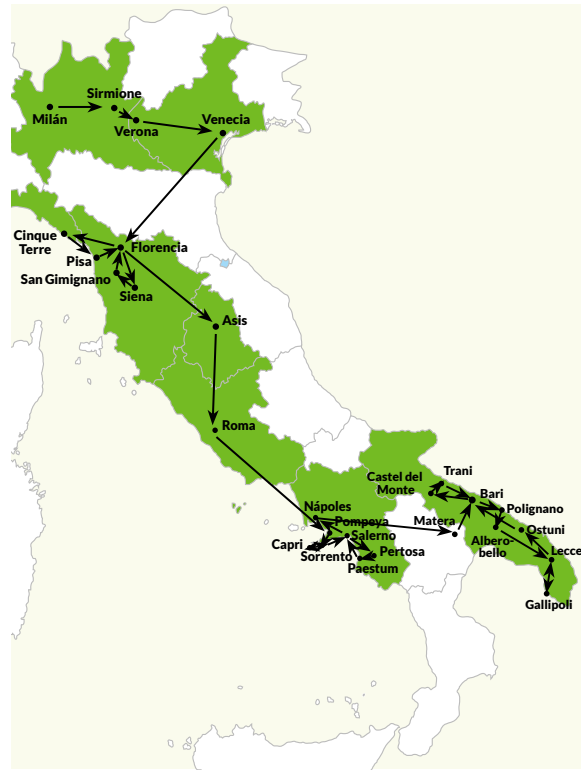 Sirmione
Milán
Verona
Venecia
Cinque
Terre
Florencia
Pisa
San Gimignano
Siena
Asis
Roma
Trani
Castel del
Monte
Bari
Nápoles
Polignano
Pompeya
Matera
Salerno
Ostuni
Albero-
bello
Capri
Pertosa
Sorrento
Lecce
Paestum
Gallipoli